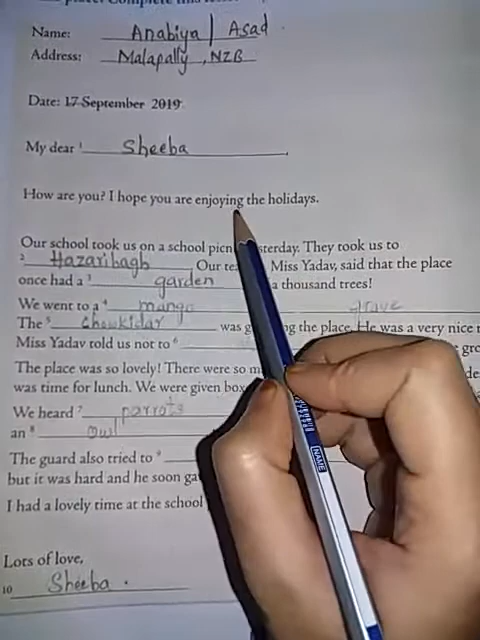 Name: Anabiya / Asad
Address: Malapally, NZB
Date: 17 September 2019
My dear 1 Sheeba
How are you? I hope you are enjoying the holidays.
Our school took us on a school picn sterday. They took us to
2 Hazaribagh Our tea Miss Yadav, said that the place
once had a 3 garden a thousand trees!
We went to a 4 mango grove
The 5 chowkidar was g ng the place. He was a very nice
Miss Yadav told us not to 6 gr
The place was so lovely! There were so m de
was time for lunch. We were given box
We heard 7 parrots
an 8 owl
The guard also tried to 9
but it was hard and he soon ga
I had a lovely time at the school
Lots of love,
10 Sheeba .